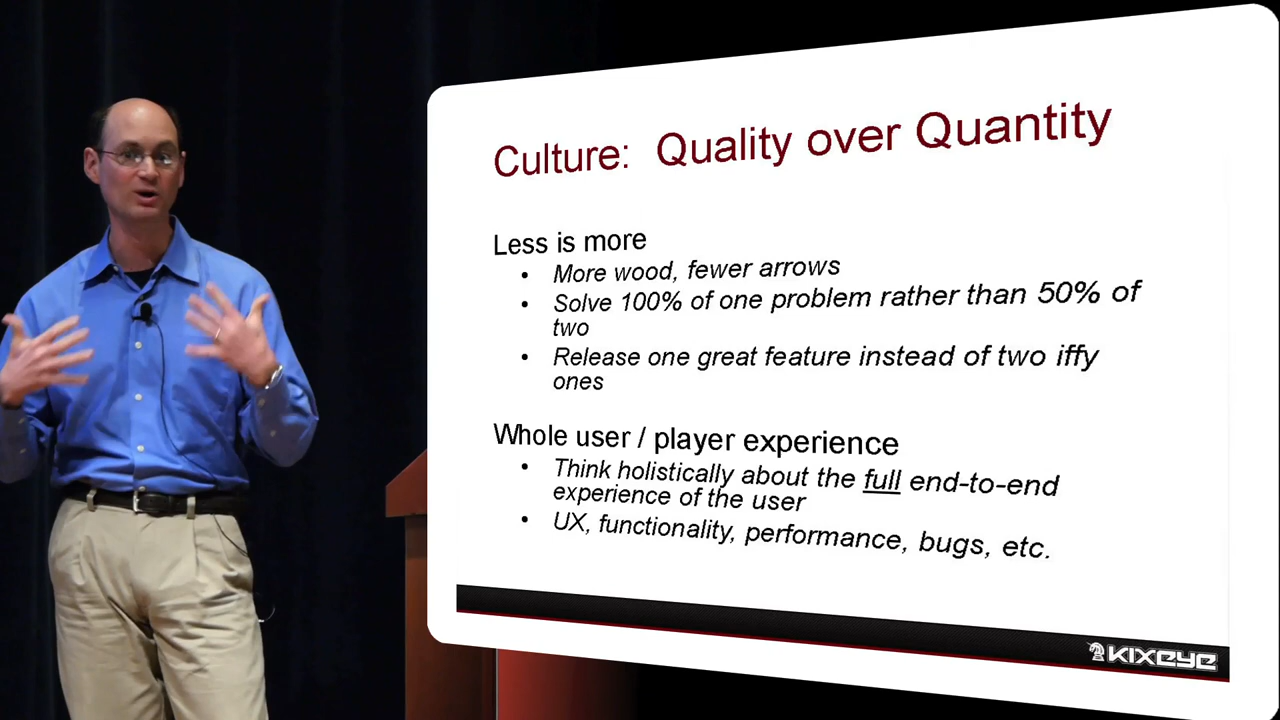 Culture: Quality over Quantity
Less is more
• More wood, fewer arrows
• Solve 100% of one problem rather than 50% of
two
• Release one great feature instead of two iffy
ones
Whole user / player experience
• Think holistically about the full end-to-end
experience of the user
• UX, functionality, performance, bugs, etc.
KIXEYE